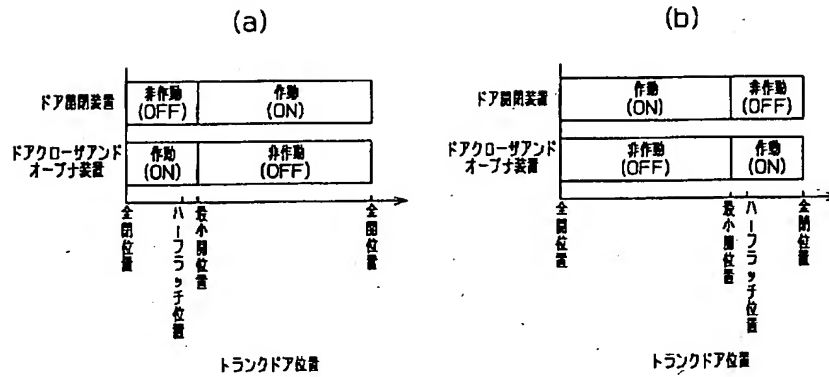 (a)
ドア開閉装置
非作動
(OFF)
作動
(ON)
ドアクローザアンド
オープナ装置
作動
(ON)
非作動
(OFF)
全閉位置
ハーフラッチ位置
最小開位置
全開位置
トランクドア位置
(b)
ドア開閉装置
作動
(ON)
非作動
(OFF)
ドアクローザアンド
オープナ装置
非作動
(OFF)
作動
(ON)
全開位置
最小開位置
ハーフラッチ位置
全閉位置
トランクドア位置